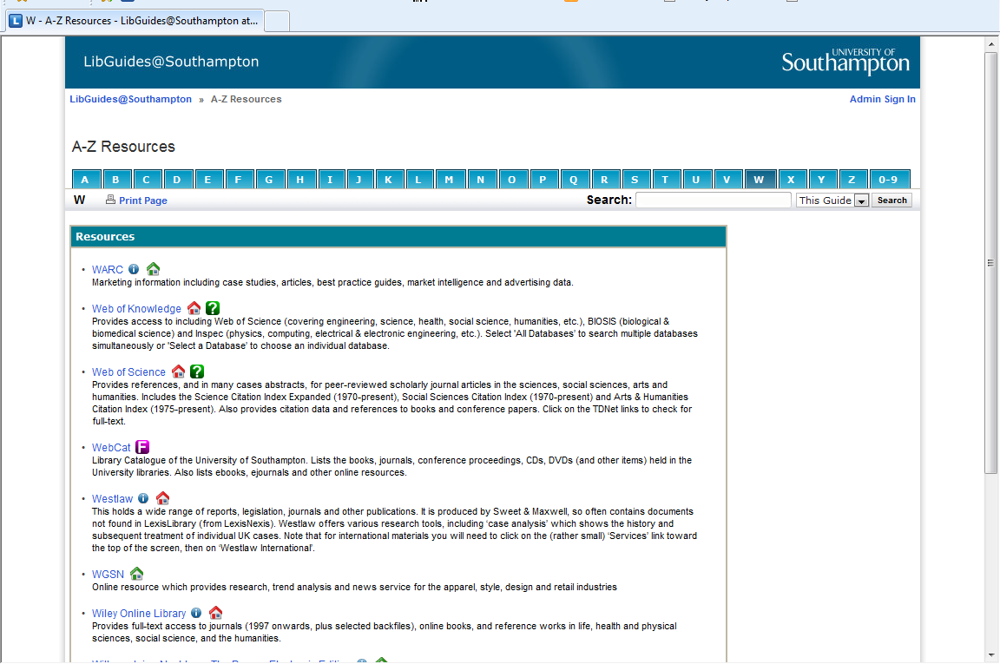 W - A-Z Resources - LibGuides@Southampton at...
LibGuides@Southampton
UNIVERSITY OF
Southampton
LibGuides@Southampton » A-Z Resources
Admin Sign In
A-Z Resources
A B C D E F G H I J K L M N O P Q R S T U V W X Y Z 0-9
W Print Page Search: This Guide Search
Resources
• WARC
Marketing information including case studies, articles, best practice guides, market intelligence and advertising data.
• Web of Knowledge
Provides access to including Web of Science (covering engineering, science, health, social science, humanities, etc.), BIOSIS (biological &
biomedical science) and Inspec (physics, computing, electrical & electronic engineering, etc.). Select 'All Databases' to search multiple databases
simultaneously or 'Select a Database' to choose an individual database.
• Web of Science
Provides references, and in many cases abstracts, for peer-reviewed scholarly journal articles in the sciences, social sciences, arts and
humanities. Includes the Science Citation Index Expanded (1970-present), Social Sciences Citation Index (1970-present) and Arts & Humanities
Citation Index (1975-present). Also provides citation data and references to books and conference papers. Click on the TDNet links to check for
full-text.
• WebCat F
Library Catalogue of the University of Southampton. Lists the books, journals, conference proceedings, CDs, DVDs (and other items) held in the
University libraries. Also lists ebooks, ejournals and other online resources.
• Westlaw
This holds a wide range of reports, legislation, journals and other publications. It is produced by Sweet & Maxwell, so often contains documents
not found in LexisLibrary (from LexisNexis). Westlaw offers various research tools, including 'case analysis' which shows the history and
subsequent treatment of individual UK cases. Note that for international materials you will need to click on the (rather small) 'Services' link toward
the top of the screen, then on 'Westlaw International'.
• WGSN
Online resource which provides research, trend analysis and news service for the apparel, style, design and retail industries
• Wiley Online Library
Provides full-text access to journals (1997 onwards, plus selected backfiles), online books, and reference works in life, health and physical
sciences, social science, and the humanities.